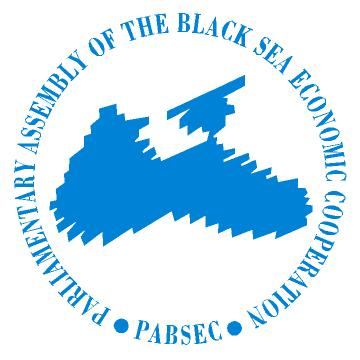 PARLIAMENTARY ASSEMBLY OF THE BLACK SEA ECONOMIC COOPERATION
• PABSEC •